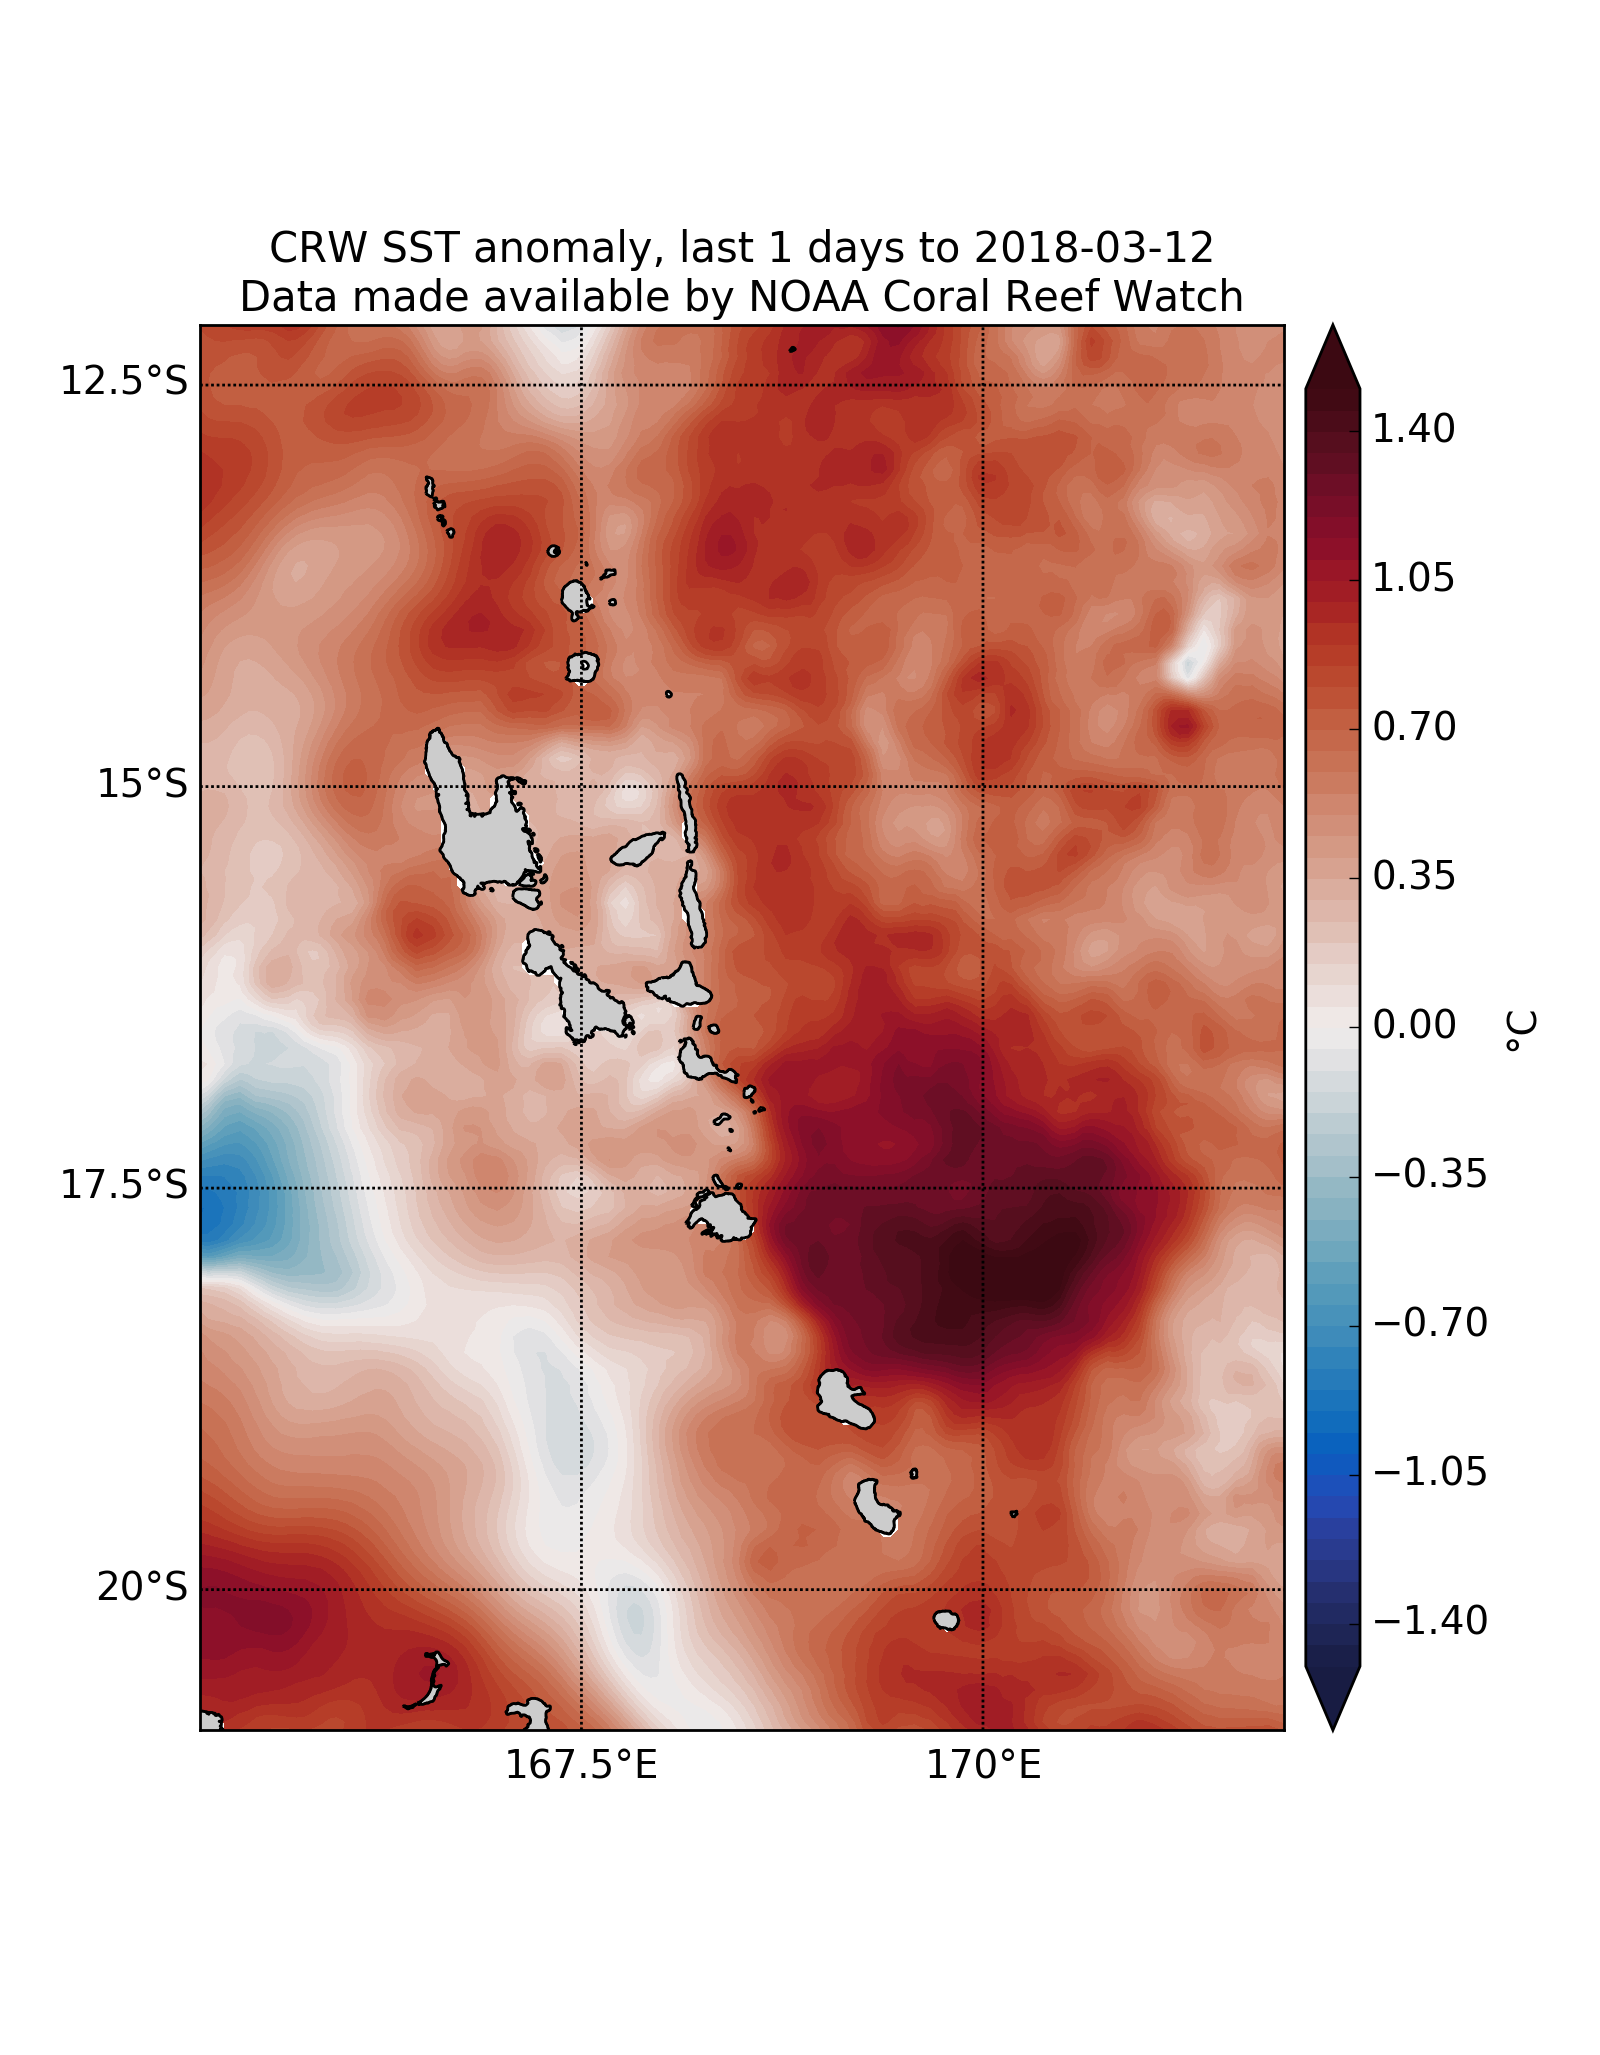 CRW SST anomaly, last 1 days to 2018-03-12
Data made available by NOAA Coral Reef Watch
12.5°S
15°S
17.5°S
20°S
167.5°E
170°E
1.40
1.05
0.70
0.35
0.00
−0.35
−0.70
−1.05
−1.40
°C